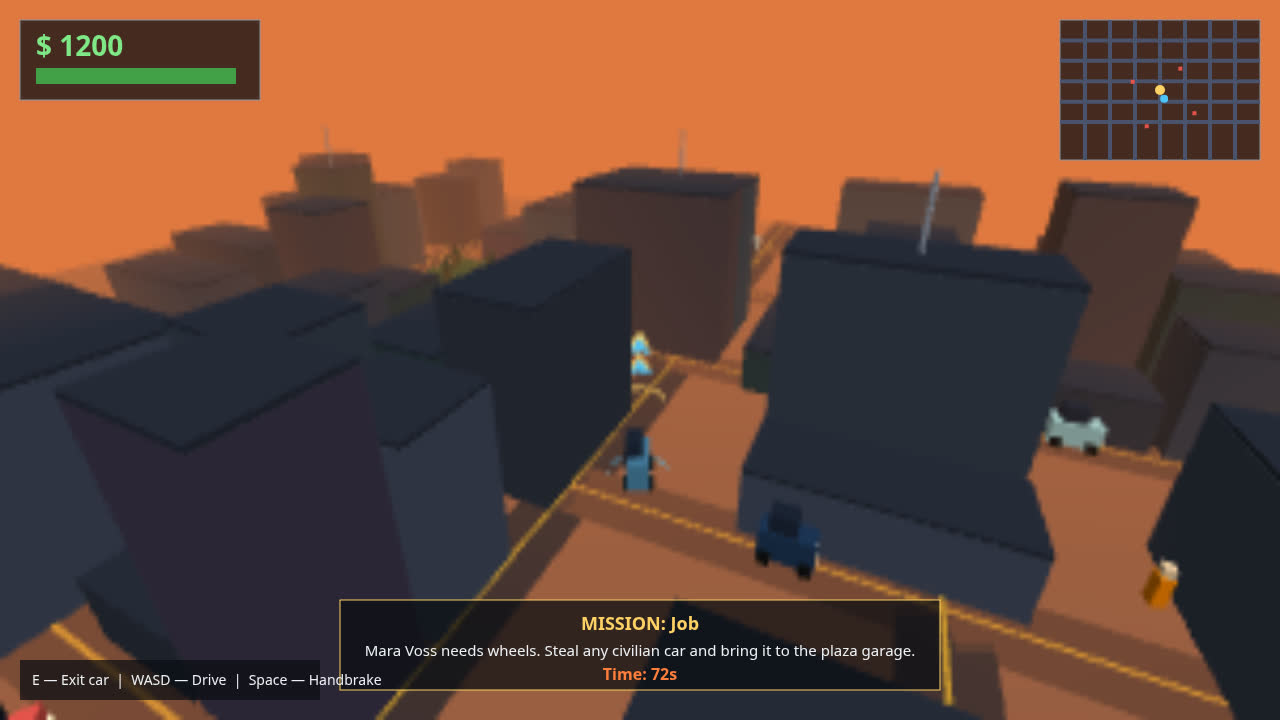 $ 1200
MISSION: Job
Mara Voss needs wheels. Steal any civilian car and bring it to the plaza garage.
Time: 72s
E — Exit car | WASD — Drive | Space — Handbrake